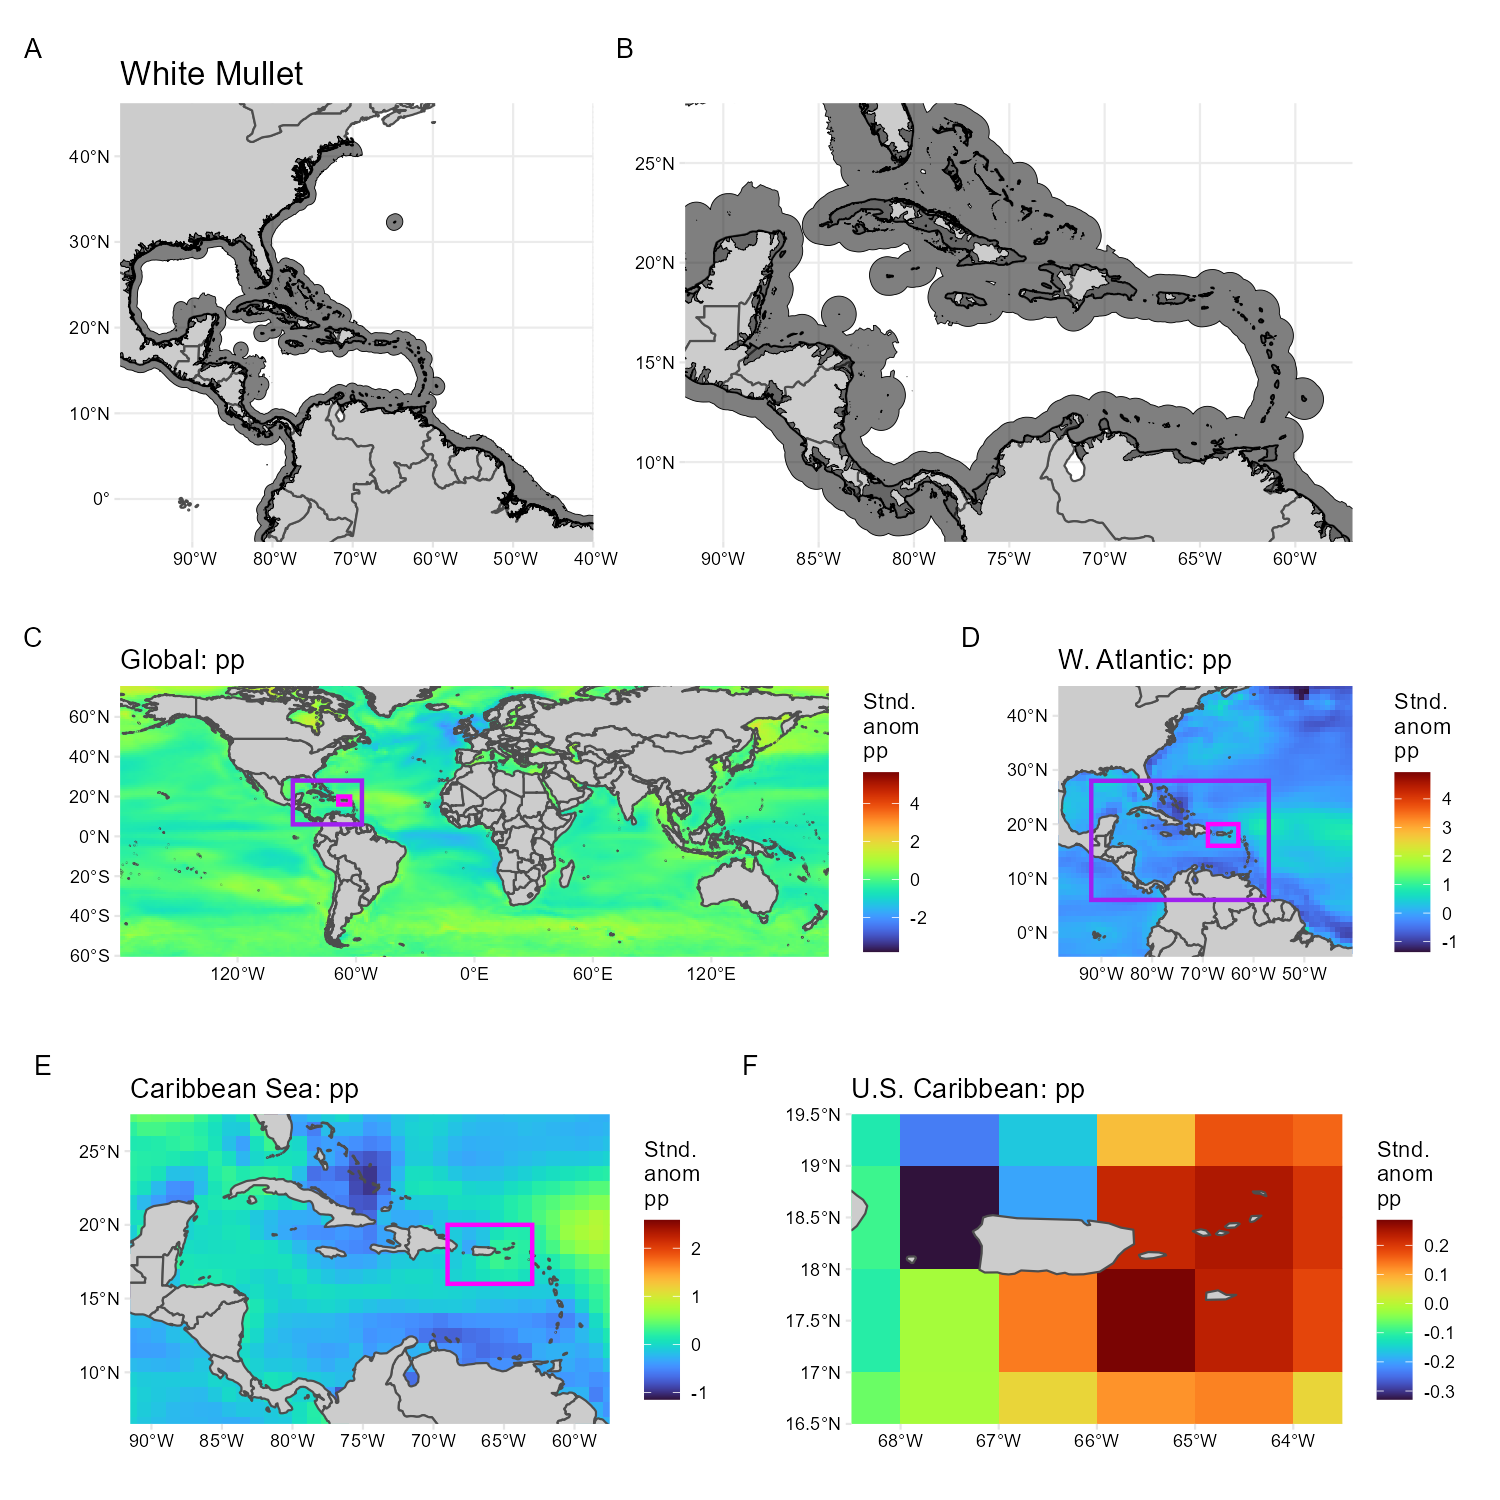 A
B
White Mullet
40°N
30°N
20°N
10°N
0°
90°W
80°W
70°W
60°W
50°W
40°W
25°N
20°N
15°N
10°N
90°W
85°W
80°W
75°W
70°W
65°W
60°W
C
Global: pp
60°N
40°N
20°N
0°N
20°S
40°S
60°S
120°W
60°W
0°E
60°E
120°E
Stnd.
anom
pp
4
2
0
-2
D
W. Atlantic: pp
40°N
30°N
20°N
10°N
0°N
90°W
80°W
70°W
60°W
50°W
Stnd.
anom
pp
4
3
2
1
0
-1
E
Caribbean Sea: pp
25°N
20°N
15°N
10°N
90°W
85°W
80°W
75°W
70°W
65°W
60°W
Stnd.
anom
pp
2
1
0
-1
F
U.S. Caribbean: pp
19.5°N
19°N
18.5°N
18°N
17.5°N
17°N
16.5°N
68°W
67°W
66°W
65°W
64°W
Stnd.
anom
pp
0.2
0.1
0.0
-0.1
-0.2
-0.3